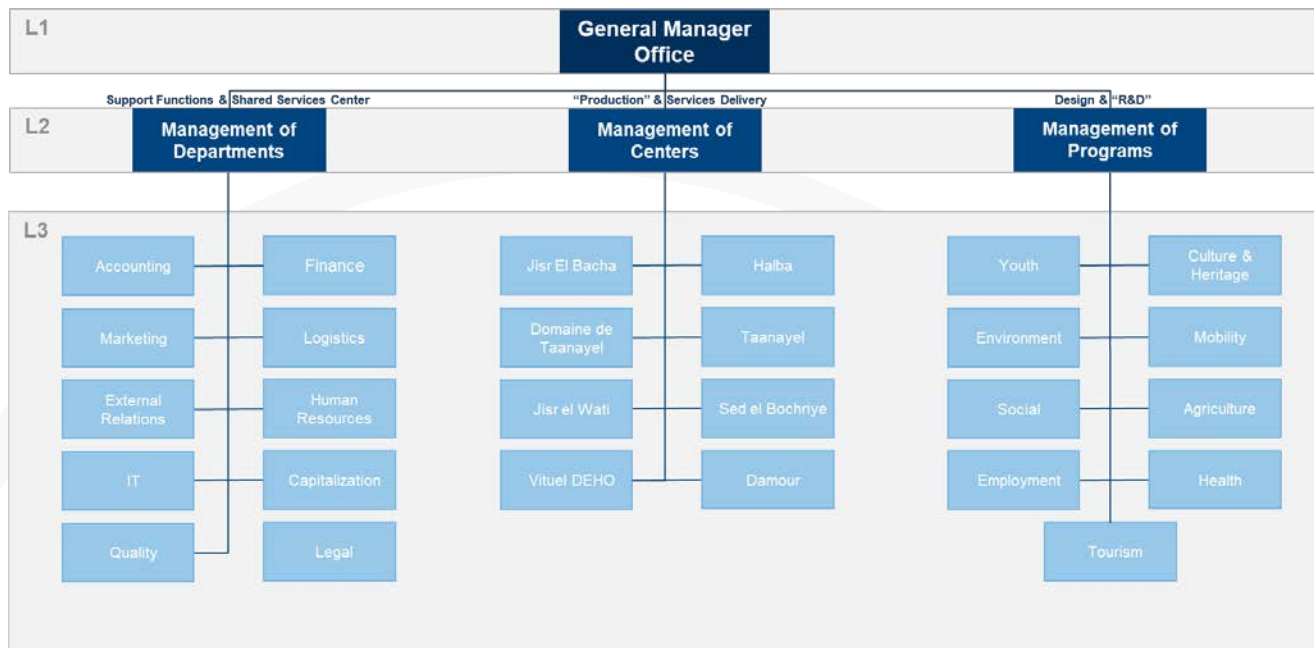 L1
General Manager
Office
Support Functions & Shared Services Center
“Production” & Services Delivery
Design & “R&D”
L2
Management of
Departments
Management of
Centers
Management of
Programs
L3
Accounting
Finance
Marketing
Logistics
External
Relations
Human
Resources
IT
Capitalization
Quality
Legal
Jisr El Bacha
Halba
Domaine de
Taanayel
Taanayel
Jisr el Wati
Sed el Bochriye
Vituel DEHO
Damour
Youth
Culture &
Heritage
Environment
Mobility
Social
Agriculture
Employment
Health
Tourism